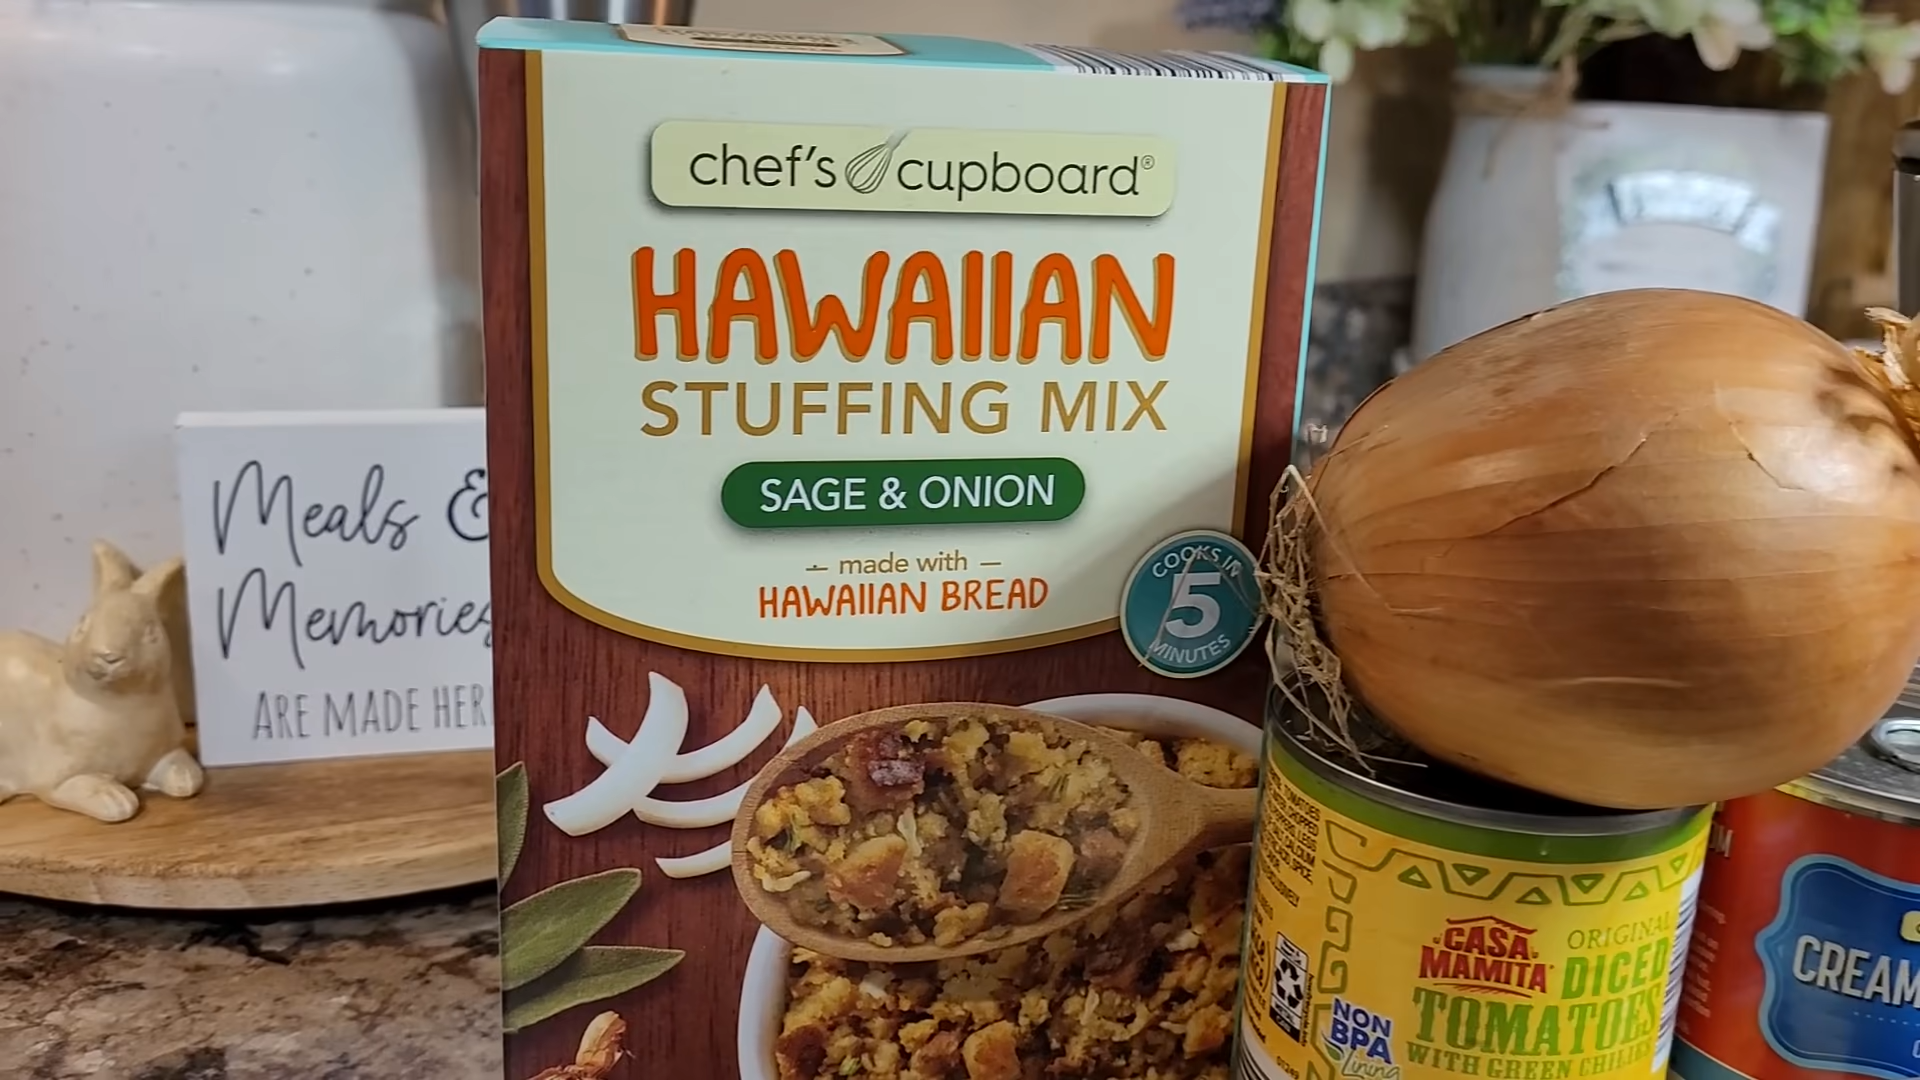 Meals &
Memories
ARE MADE HER
chef's cupboard®
HAWAIIAN
STUFFING MIX
SAGE & ONION
made with
HAWAIIAN BREAD
COOKS IN
5
MINUTES
CASA
MAMITA
ORIGINAL
DICED
TOMATOES
WITH GREEN CHILIES
NON
BPA
Lining
CREAM